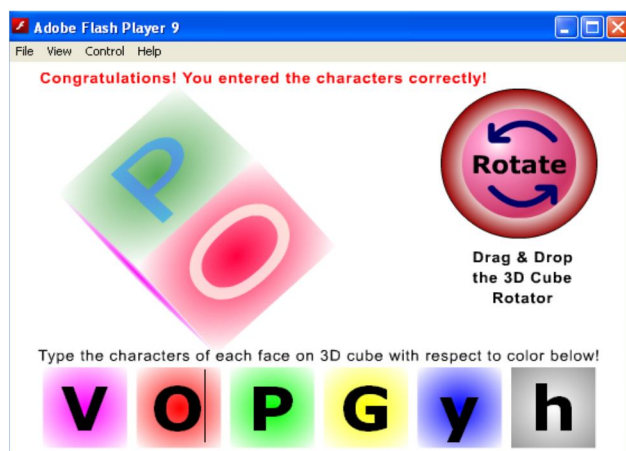 Adobe Flash Player 9
File View Control Help
Congratulations! You entered the characters correctly!
P
O
Rotate
Drag & Drop
the 3D Cube
Rotator
Type the characters of each face on 3D cube with respect to color below!
V O P G y h